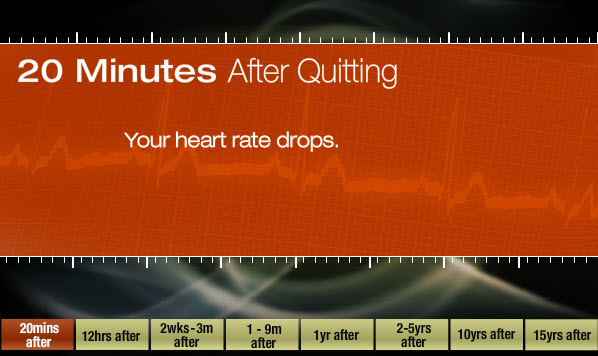 20 Minutes After Quitting
Your heart rate drops.
20mins
after
12hrs after
2wks-3m
after
1 - 9m
after
1yr after
2-5yrs
after
10yrs after
15yrs after